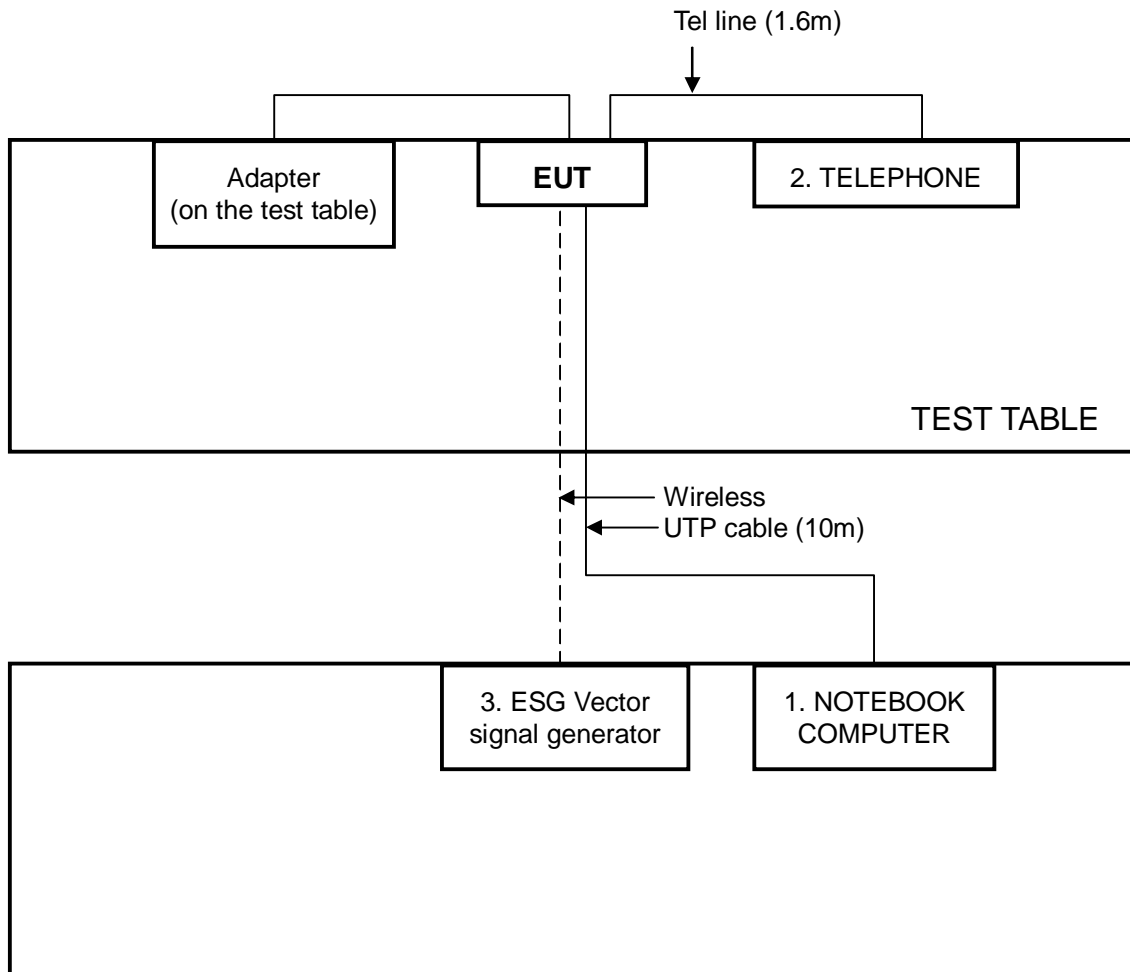 Tel line (1.6m)
Adapter
(on the test table)
EUT
2. TELEPHONE
TEST TABLE
Wireless
UTP cable (10m)
3. ESG Vector
signal generator
1. NOTEBOOK
COMPUTER